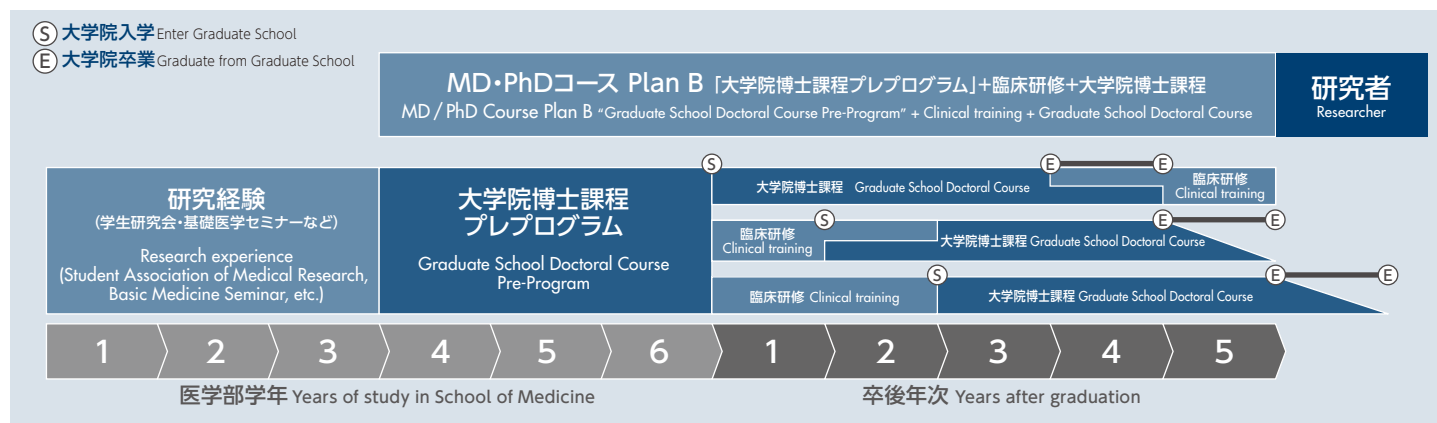 S 大学院入学 Enter Graduate School
E 大学院卒業 Graduate from Graduate School
MD・PhDコース Plan B「大学院博士課程プレプログラム」+臨床研修+大学院博士課程
MD / PhD Course Plan B “Graduate School Doctoral Course Pre-Program” + Clinical training + Graduate School Doctoral Course
研究者
Researcher
研究経験
(学生研究会・基礎医学セミナーなど)
Research experience
(Student Association of Medical Research,
Basic Medicine Seminar, etc.)
大学院博士課程
プレプログラム
Graduate School Doctoral Course
Pre-Program
S E E
大学院博士課程 Graduate School Doctoral Course
臨床研修
Clinical training
S E E
臨床研修
Clinical training
大学院博士課程 Graduate School Doctoral Course
S E E
臨床研修 Clinical training
大学院博士課程 Graduate School Doctoral Course
1 2 3 4 5 6 1 2 3 4 5
医学部学年 Years of study in School of Medicine
卒後年次 Years after graduation